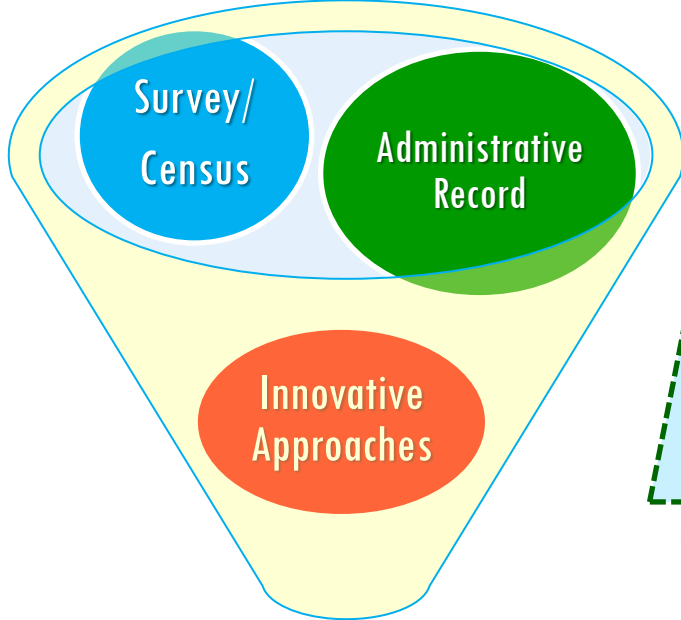 Survey/
Census
Administrative
Record
Innovative
Approaches